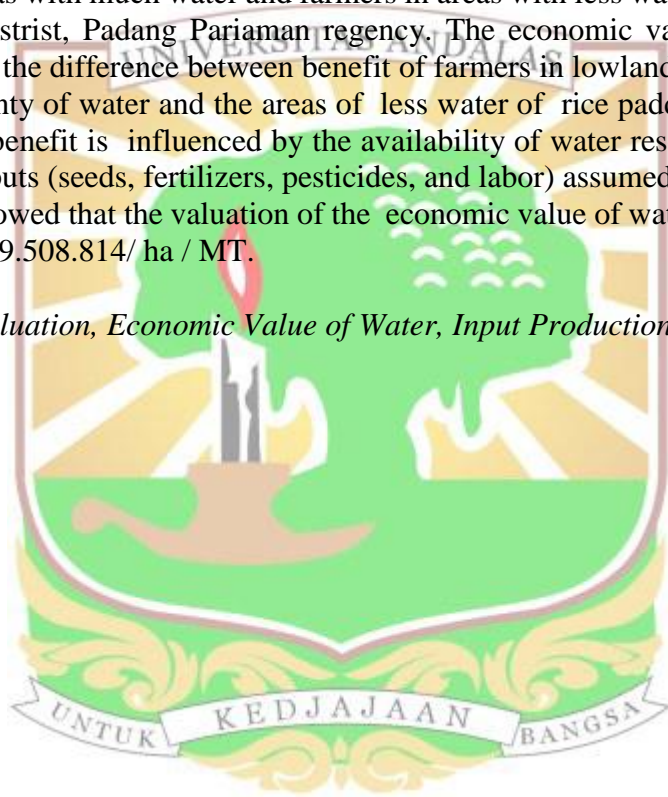 as with much water and farmers in areas with less wa
strist, Padang Pariaman regency. The economic va
UNIVERSITAS ANDALAS
the difference between benefit of farmers in lowland
nty of water and the areas of less water of rice pad
benefit is influenced by the availability of water res
puts (seeds, fertilizers, pesticides, and labor) assumed
owed that the valuation of the economic value of wat
9.508.814/ ha / MT.
luation, Economic Value of Water, Input Production
UNTUK KEDJAJAAN BANGSA